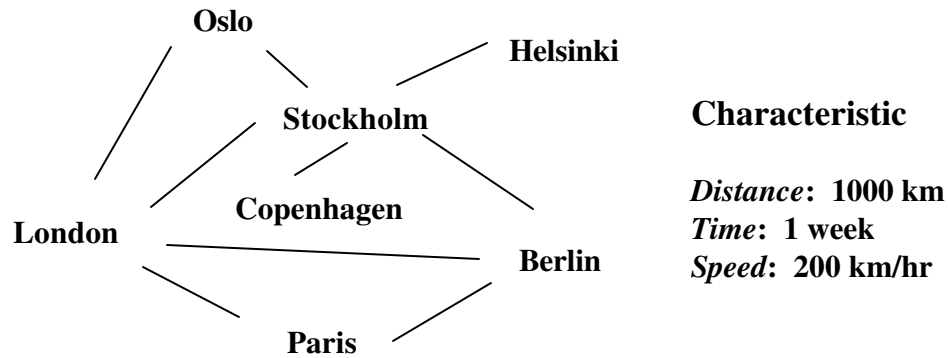 Oslo
Helsinki
Stockholm
Copenhagen
London
Berlin
Paris
Characteristic
Distance: 1000 km
Time: 1 week
Speed: 200 km/hr